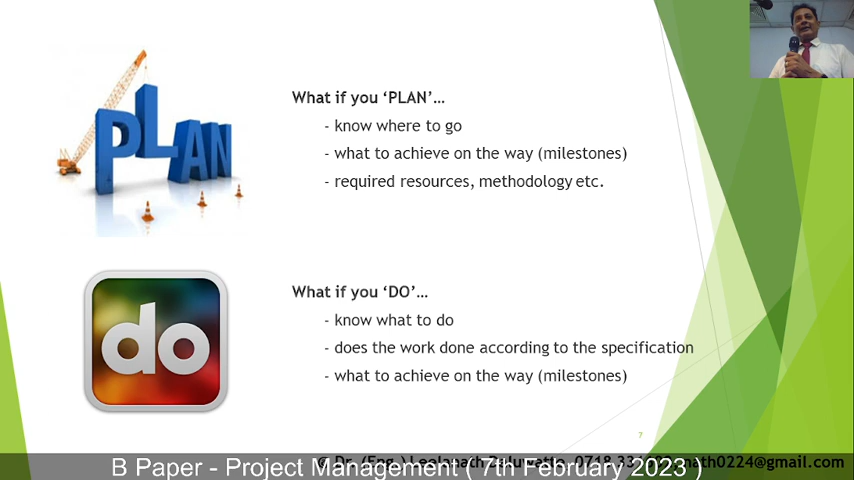 PLAN
What if you ‘PLAN’...
- know where to go
- what to achieve on the way (milestones)
- required resources, methodology etc.
do
What if you ‘DO’...
- know what to do
- does the work done according to the specification
- what to achieve on the way (milestones)
7
B Paper - Project Management ( 7th February 2023 )